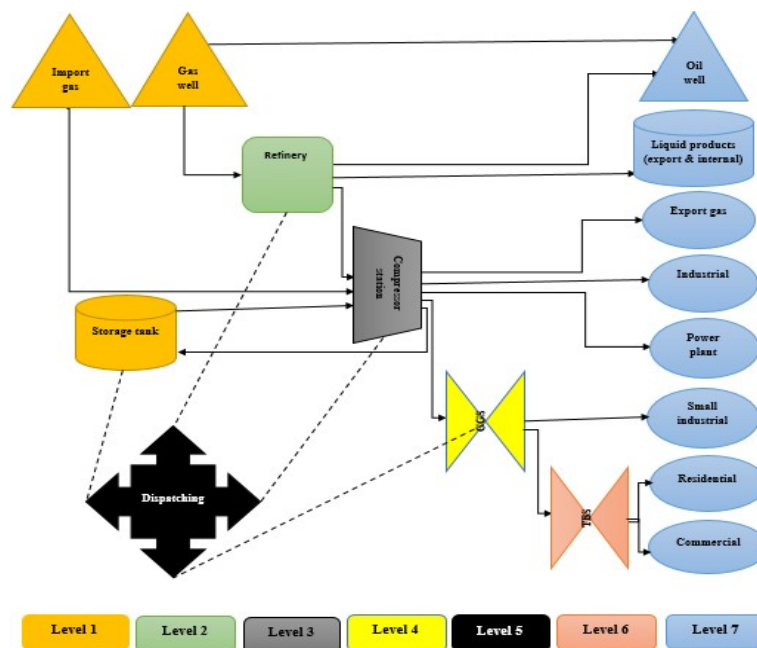 Import
gas
Gas
well
Oil
well
Refinery
Liquid products
(export & internal)
Export gas
Compressor
station
Industrial
Storage tank
Power
plant
CGS
Small
industrial
Dispatching
Residential
TBS
Commercial
Level 1
Level 2
Level 3
Level 4
Level 5
Level 6
Level 7